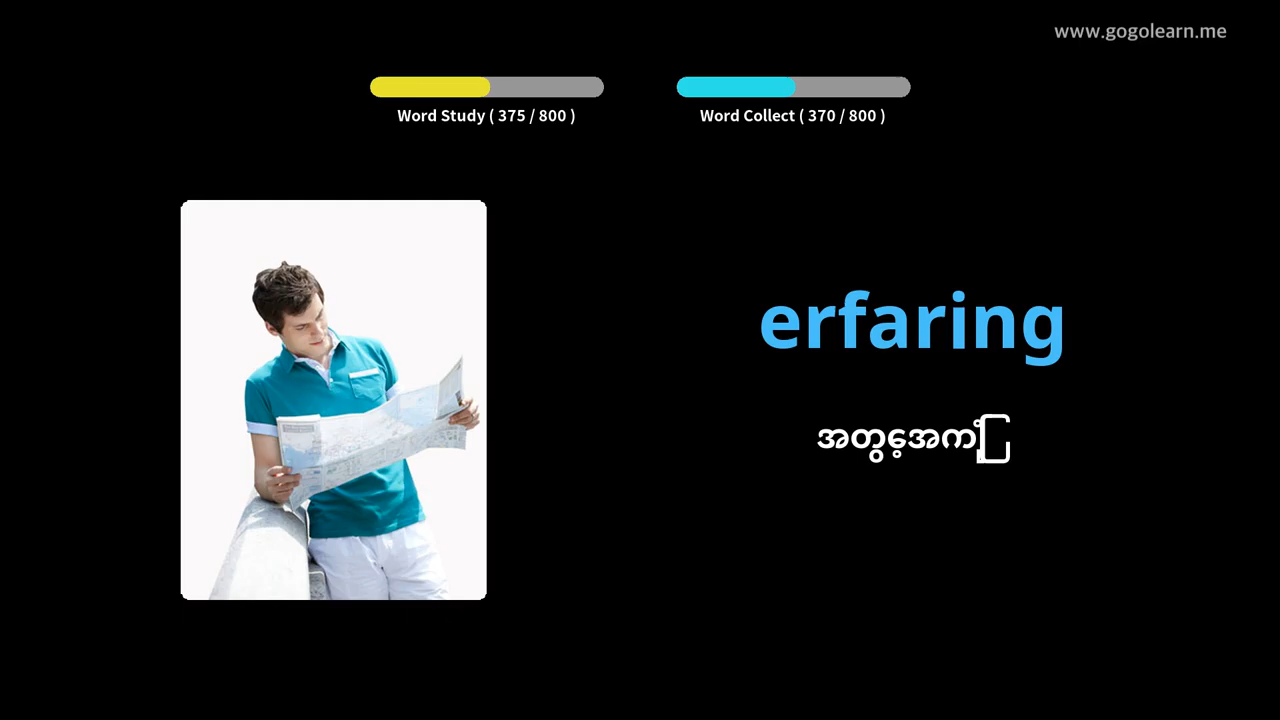 www.gogolearn.me
Word Study ( 375 / 800 )
Word Collect ( 370 / 800 )
erfaring
အတွေ့အကြုံ